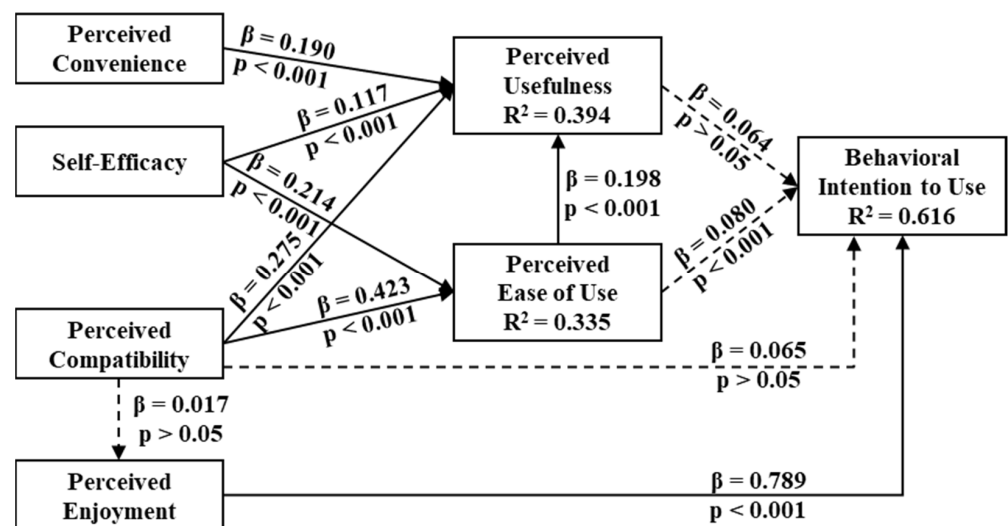 Perceived
Convenience
β = 0.190
p < 0.001
Perceived
Usefulness
R² = 0.394
Self-Efficacy
β = 0.117
p < 0.001
β = 0.214
p < 0.001
β = 0.275
p < 0.001
β = 0.198
p < 0.001
β = 0.064
p > 0.05
Behavioral
Intention to Use
R² = 0.616
β = 0.080
p < 0.001
Perceived
Ease of Use
R² = 0.335
β = 0.423
p < 0.001
Perceived
Compatibility
β = 0.065
p > 0.05
β = 0.017
p > 0.05
Perceived
Enjoyment
β = 0.789
p < 0.001